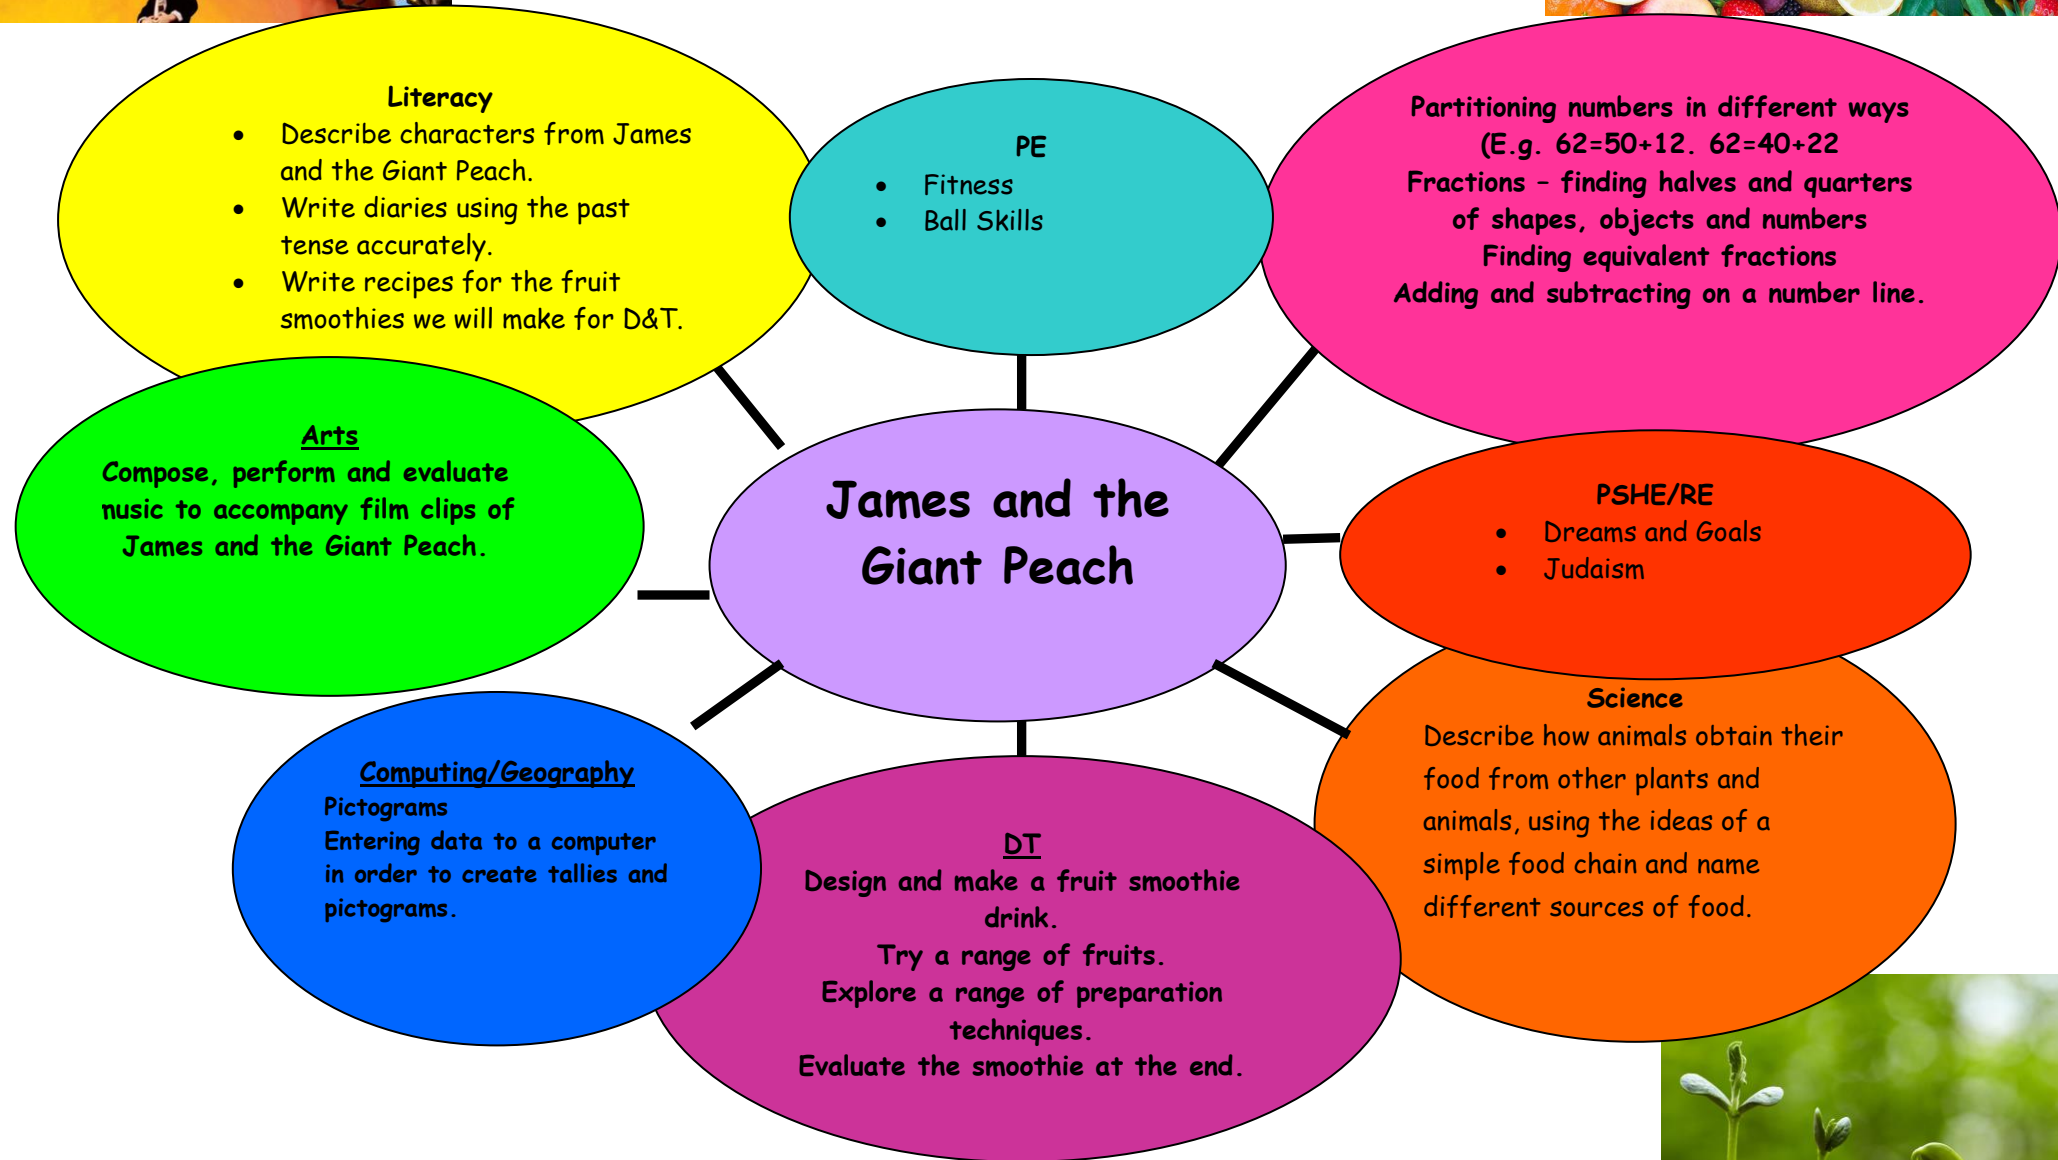 Literacy
• Describe characters from James
and the Giant Peach.
• Write diaries using the past
tense accurately.
• Write recipes for the fruit
smoothies we will make for D&T.
PE
• Fitness
• Ball Skills
Partitioning numbers in different ways
(E.g. 62=50+12. 62=40+22
Fractions – finding halves and quarters
of shapes, objects and numbers
Finding equivalent fractions
Adding and subtracting on a number line.
Arts
Compose, perform and evaluate
music to accompany film clips of
James and the Giant Peach.
James and the
Giant Peach
PSHE/RE
• Dreams and Goals
• Judaism
Science
Describe how animals obtain their
food from other plants and
animals, using the ideas of a
simple food chain and name
different sources of food.
Computing/Geography
Pictograms
Entering data to a computer
in order to create tallies and
pictograms.
DT
Design and make a fruit smoothie
drink.
Try a range of fruits.
Explore a range of preparation
techniques.
Evaluate the smoothie at the end.